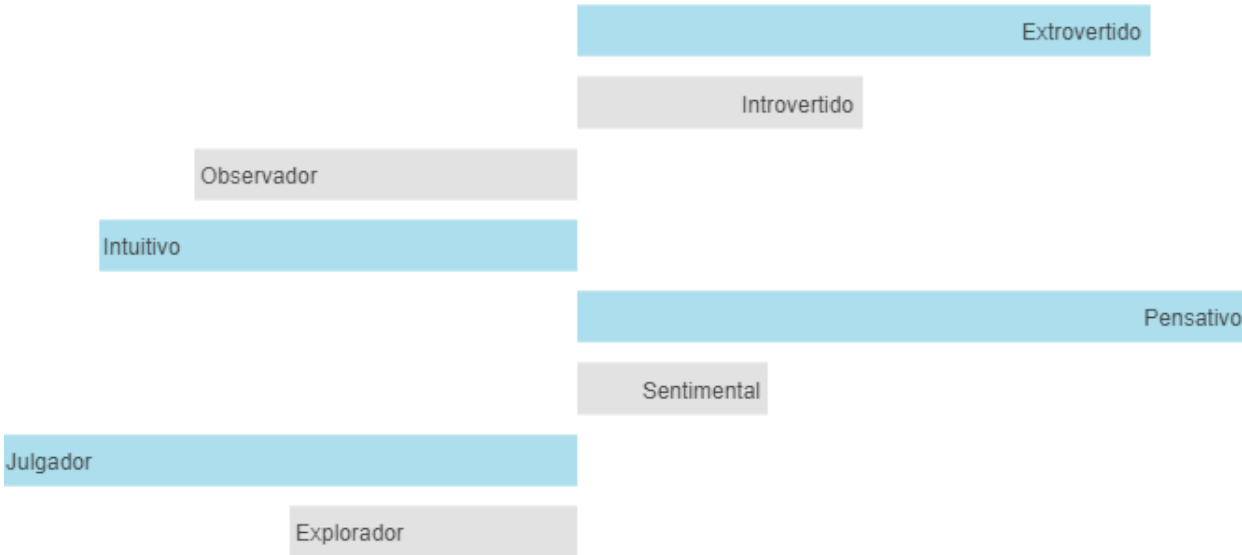 Extrovertido
Introvertido
Observador
Intuitivo
Pensativo
Sentimental
Julgador
Explorador